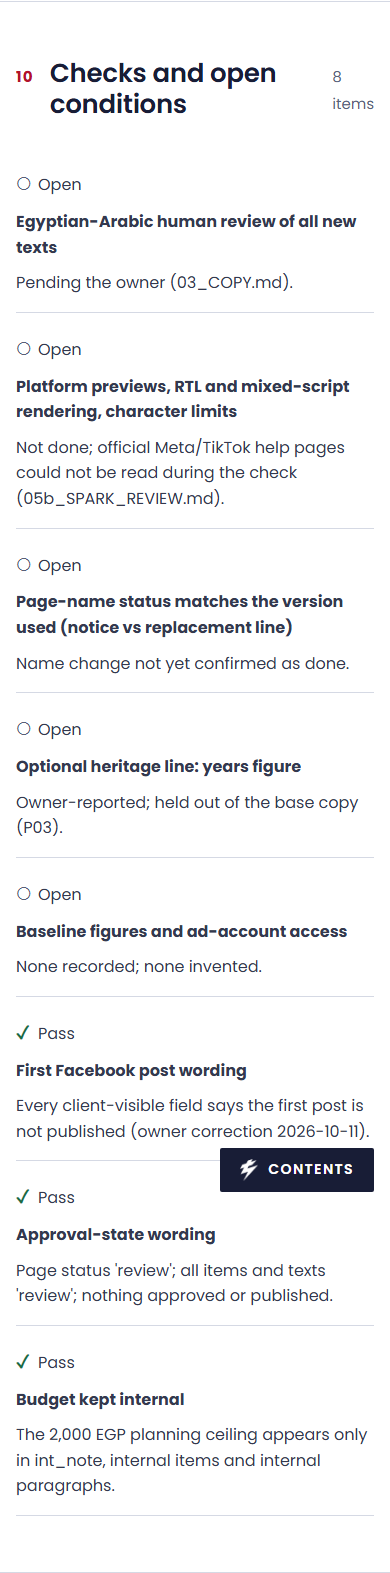 10 Checks and open 8
conditions items
Open
Egyptian-Arabic human review of all new
texts
Pending the owner (03_COPY.md).
Open
Platform previews, RTL and mixed-script
rendering, character limits
Not done; official Meta/TikTok help pages
could not be read during the check
(05b_SPARK_REVIEW.md).
Open
Page-name status matches the version
used (notice vs replacement line)
Name change not yet confirmed as done.
Open
Optional heritage line: years figure
Owner-reported; held out of the base copy
(P03).
Open
Baseline figures and ad-account access
None recorded; none invented.
✓ Pass
First Facebook post wording
Every client-visible field says the first post is
not published (owner correction 2026-10-11).
CONTENTS
✓ Pass
Approval-state wording
Page status 'review'; all items and texts
'review'; nothing approved or published.
✓ Pass
Budget kept internal
The 2,000 EGP planning ceiling appears only
in int_note, internal items and internal
paragraphs.